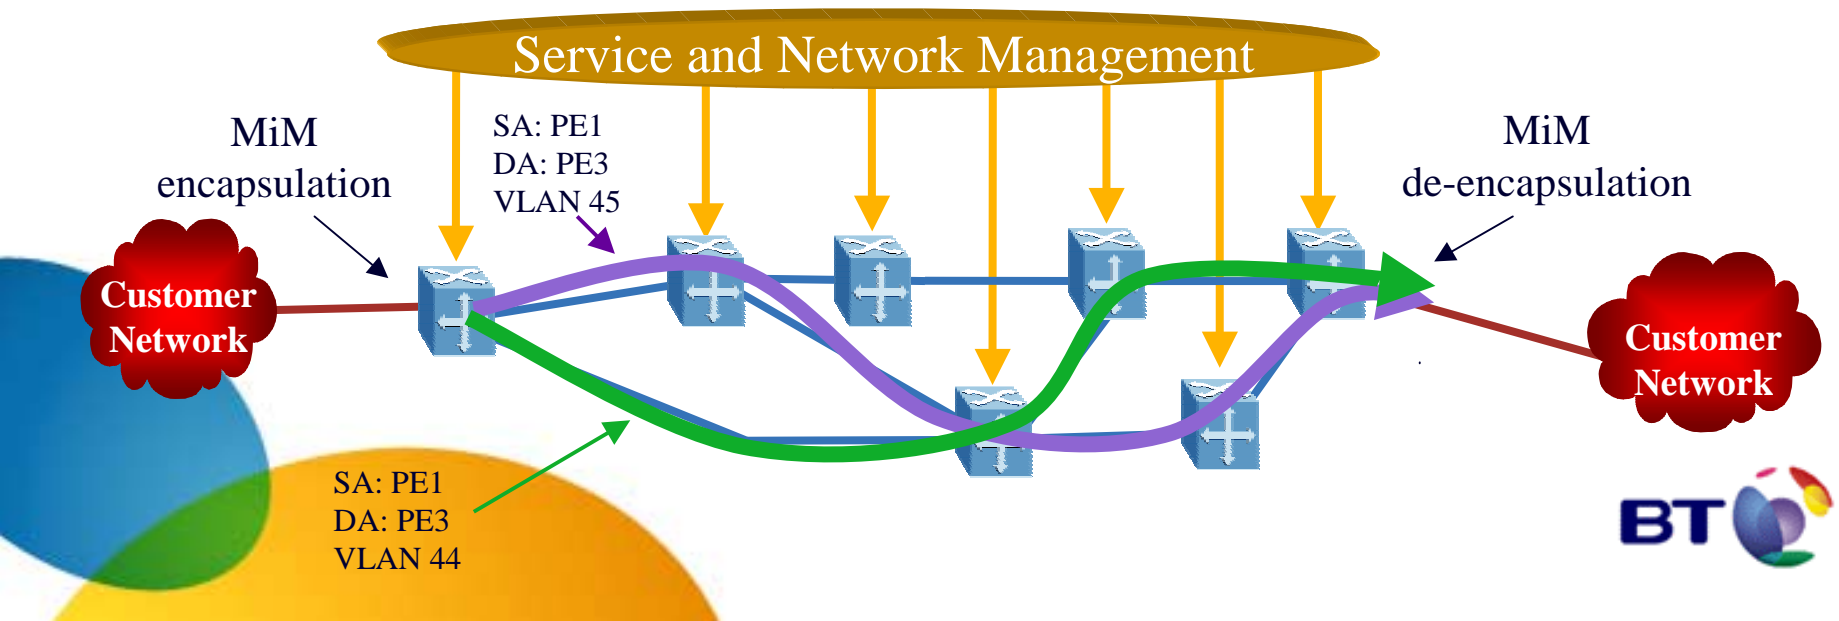 Service and Network Management
MiM
encapsulation
SA: PE1
DA: PE3
VLAN 45
MiM
de-encapsulation
Customer
Network
Customer
Network
SA: PE1
DA: PE3
VLAN 44
BT